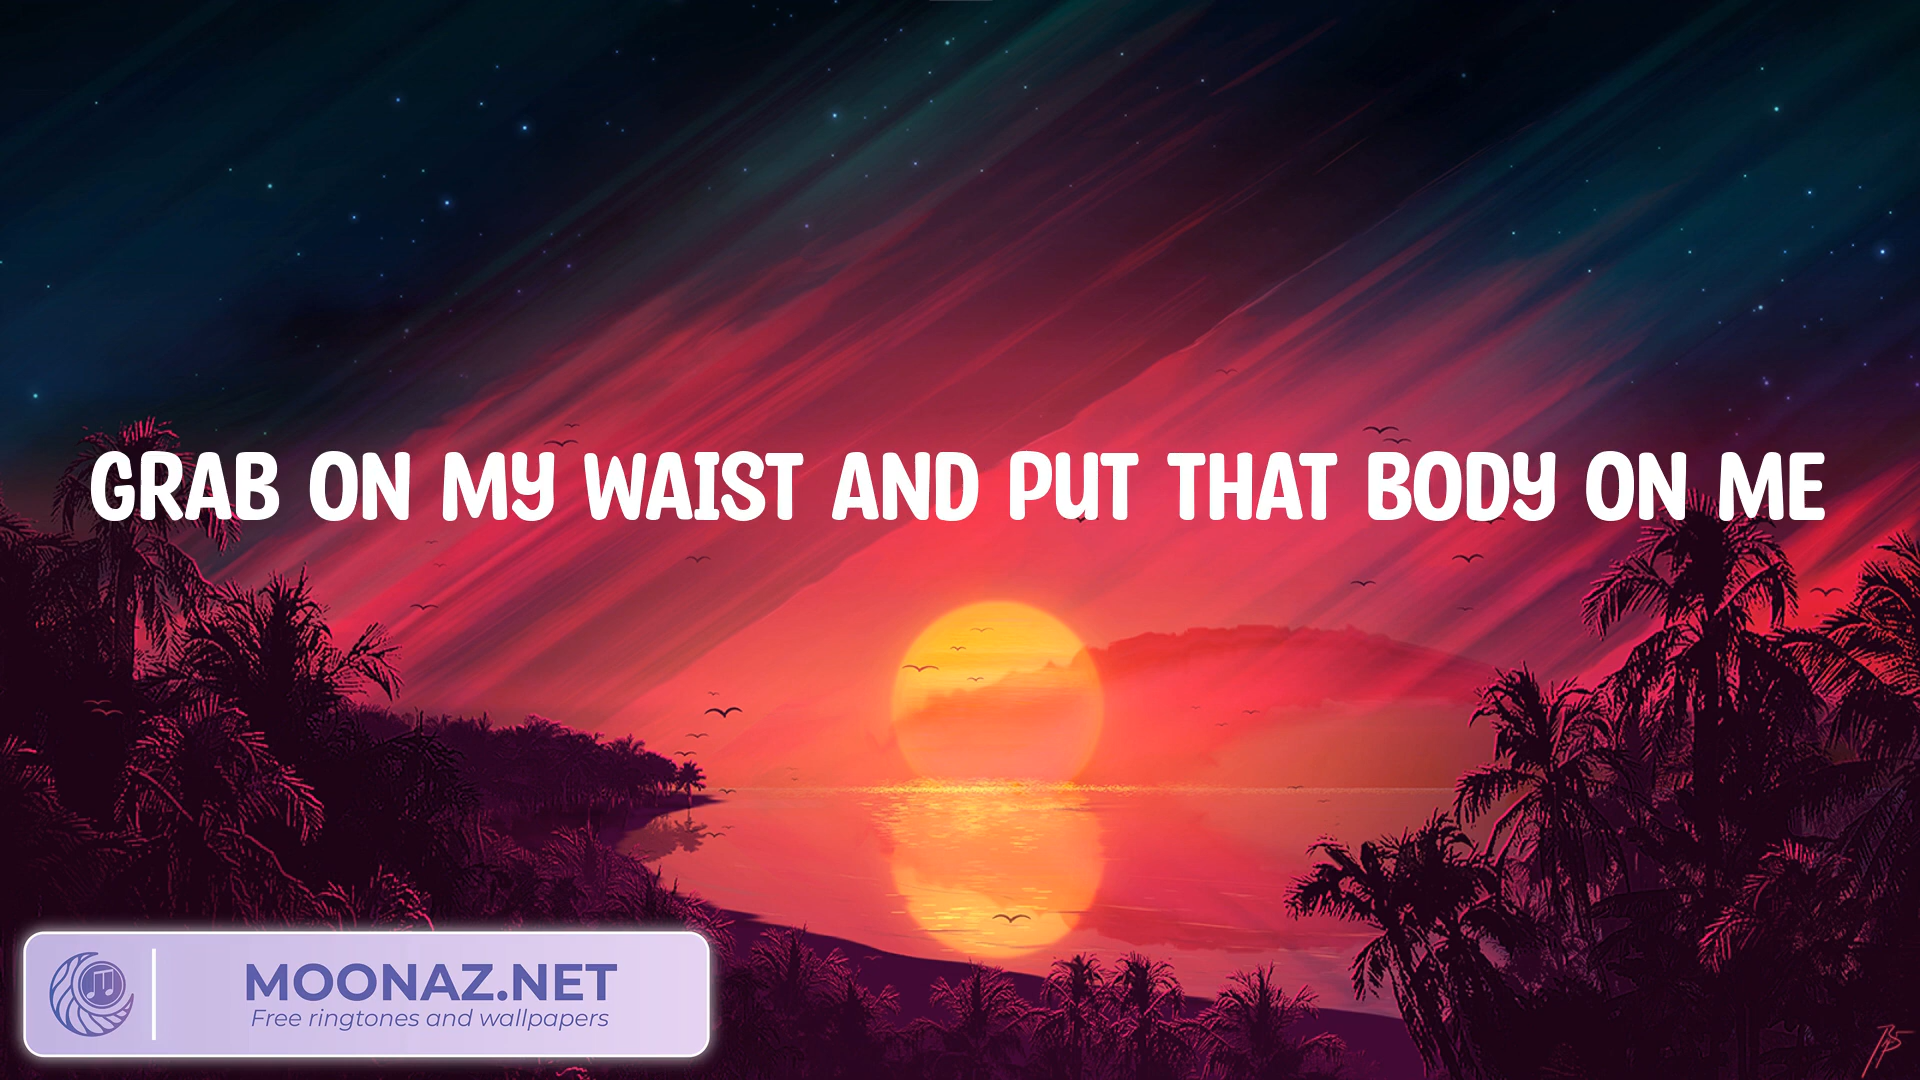 GRAB ON MY WAIST AND PUT THAT BODY ON ME
MOONAZ.NET
Free ringtones and wallpapers